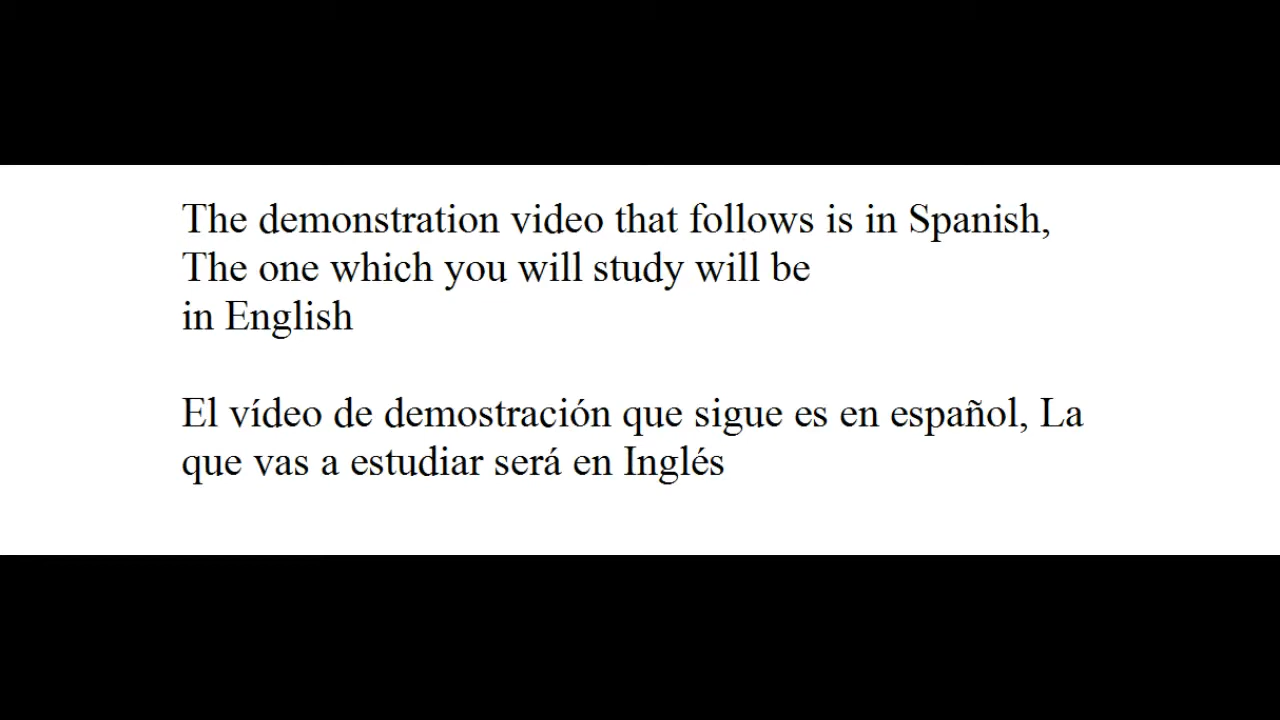 The demonstration video that follows is in Spanish,
The one which you will study will be
in English
El vídeo de demostración que sigue es en español, La
que vas a estudiar será en Inglés